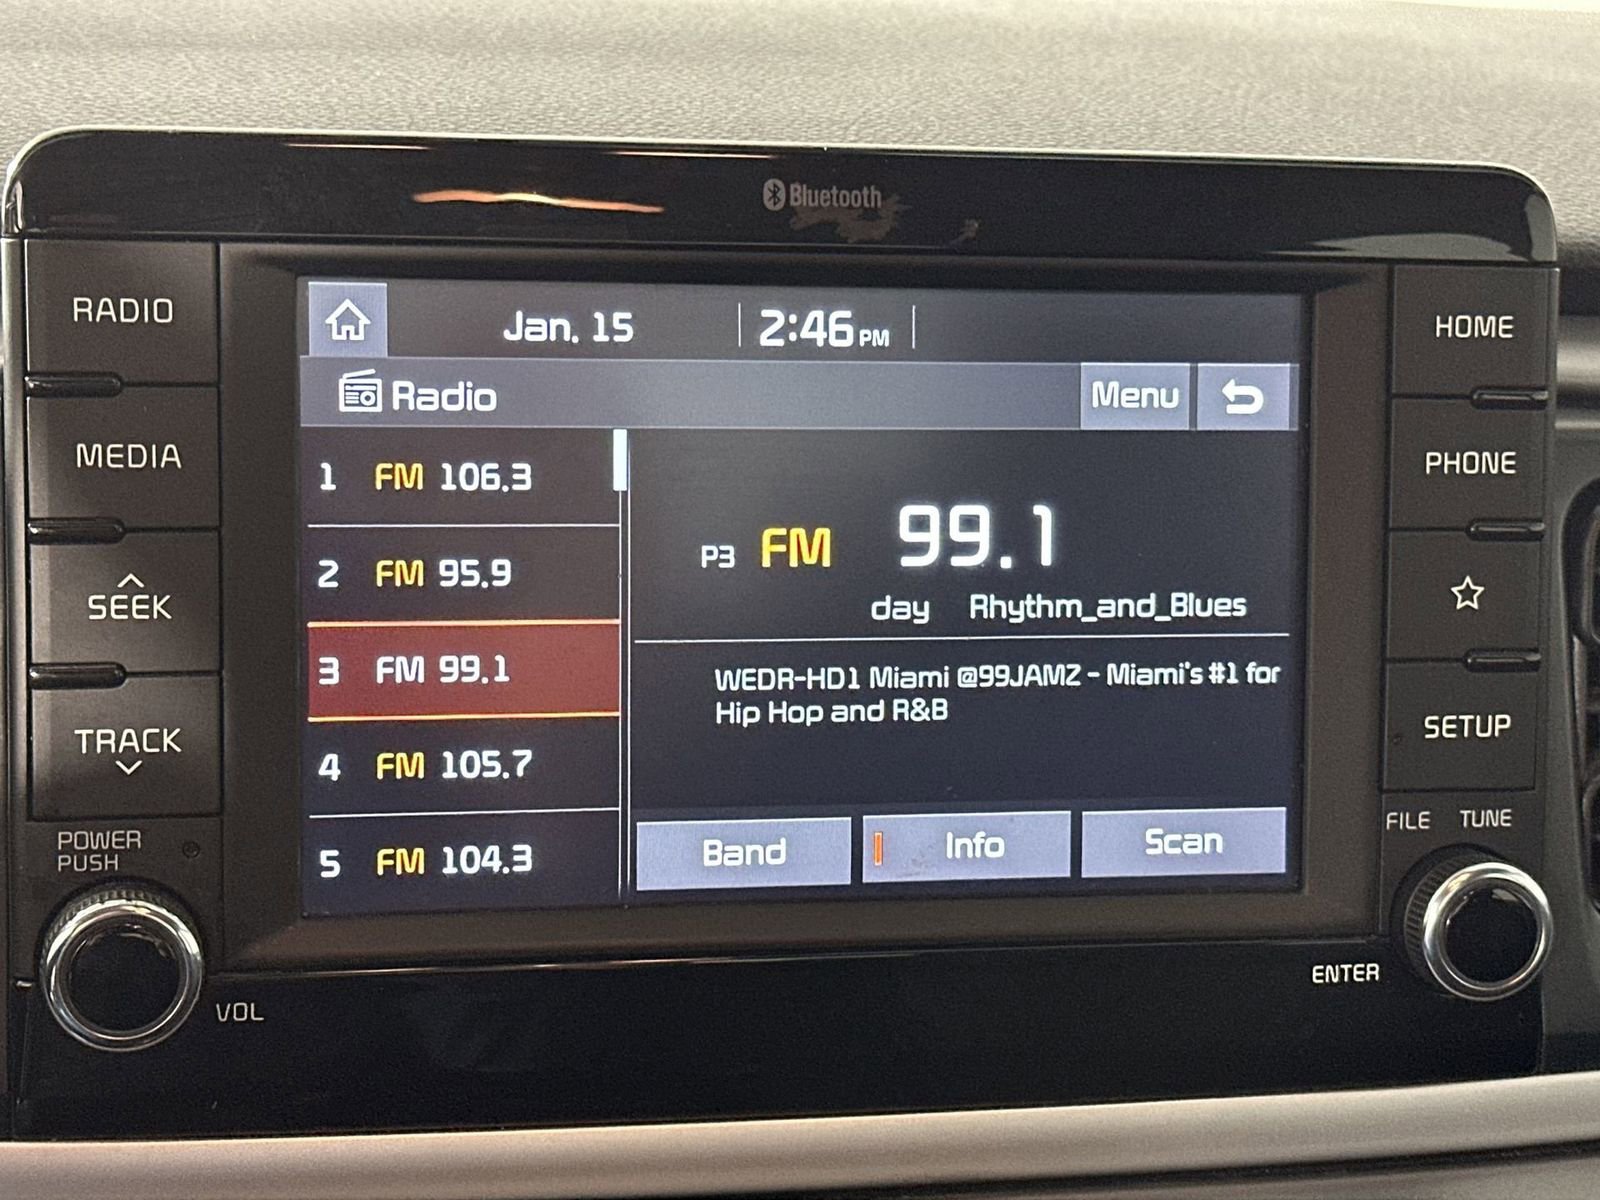 Bluetooth
RADIO
MEDIA
SEEK
TRACK
POWER
PUSH
VOL
Jan. 15
2:46 PM
Radio
Menu
1 FM 106.3
2 FM 95.9
3 FM 99.1
4 FM 105.7
5 FM 104.3
P3 FM 99.1
day Rhythm_and_Blues
WEDR-HD1 Miami @99JAMZ - Miami's #1 for
Hip Hop and R&B
Band
Info
Scan
HOME
PHONE
SETUP
FILE TUNE
ENTER